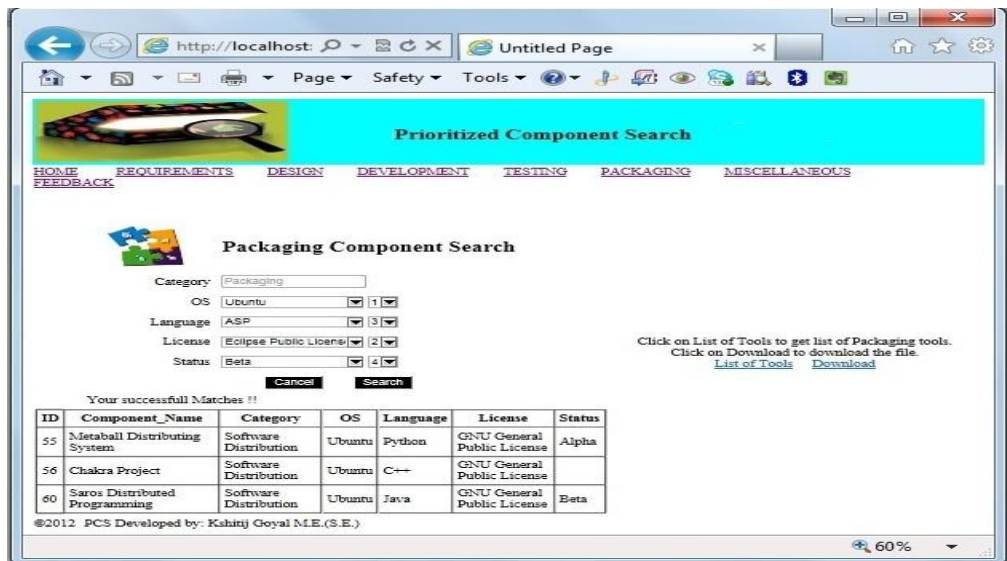 http://localhost:
Untitled Page
Page Safety Tools
Prioritized Component Search
HOME REQUIREMENTS DESIGN DEVELOPMENT TESTING PACKAGING MISCELLANEOUS
FEEDBACK
Packaging Component Search
Category Packaging
OS Ubuntu 1
Language ASP 3
License Eclipse Public Licens 2
Status Beta 4
Cancel Search
Click on List of Tools to get list of Packaging tools.
Click on Download to download the file.
List of Tools Download
Your successfull Matches !!
ID Component_Name Category OS Language License Status
55 Metaball Distributing System Software Distribution Ubuntu Python GNU General Public License Alpha
56 Chakra Project Software Distribution Ubuntu C++ GNU General Public License
60 Saros Distributed Programming Software Distribution Ubuntu Java GNU General Public License Beta
©2012 PCS Developed by: Kshitij Goyal M.E.(S.E.)
60%